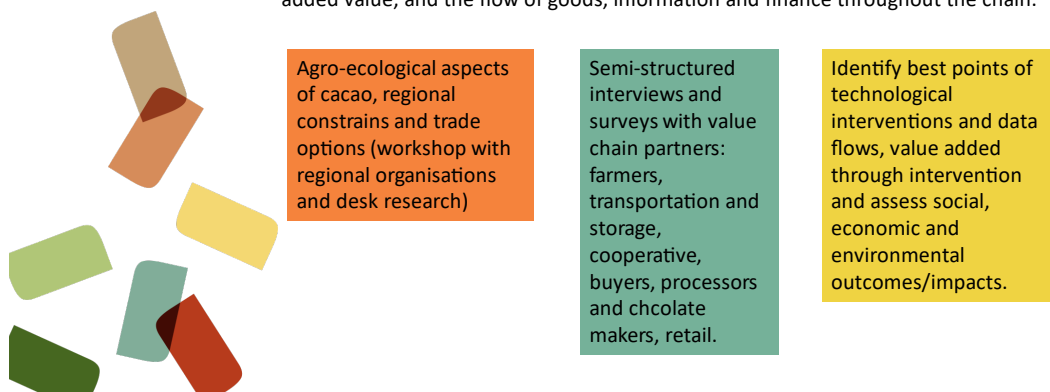 added value, and the flow of goods, information and finance throughout the chain.
Agro-ecological aspects
of cacao, regional
constrains and trade
options (workshop with
regional organisations
and desk research)
Semi-structured
interviews and
surveys with value
chain partners:
farmers,
transportation and
storage,
cooperative,
buyers, processors
and chcolate
makers, retail.
Identify best points of
technological
interventions and data
flows, value added
through intervention
and assess social,
economic and
environmental
outcomes/impacts.